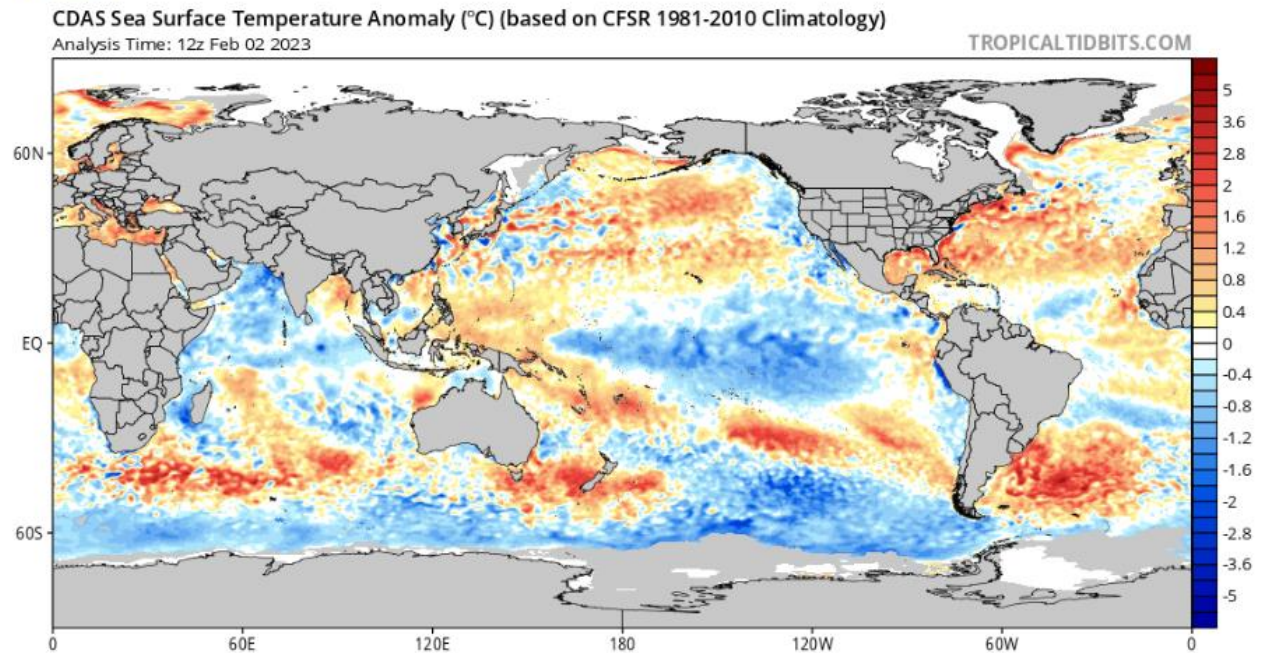 CDAS Sea Surface Temperature Anomaly (°C) (based on CFSR 1981-2010 Climatology)
Analysis Time: 12z Feb 02 2023
TROPICALTIDBITS.COM
60N
EQ
60S
0
60E
120E
180
120W
60W
0
5
3.6
2.8
2
1.6
1.2
0.8
0.4
0
-0.4
-0.8
-1.2
-1.6
-2
-2.8
-3.6
-5